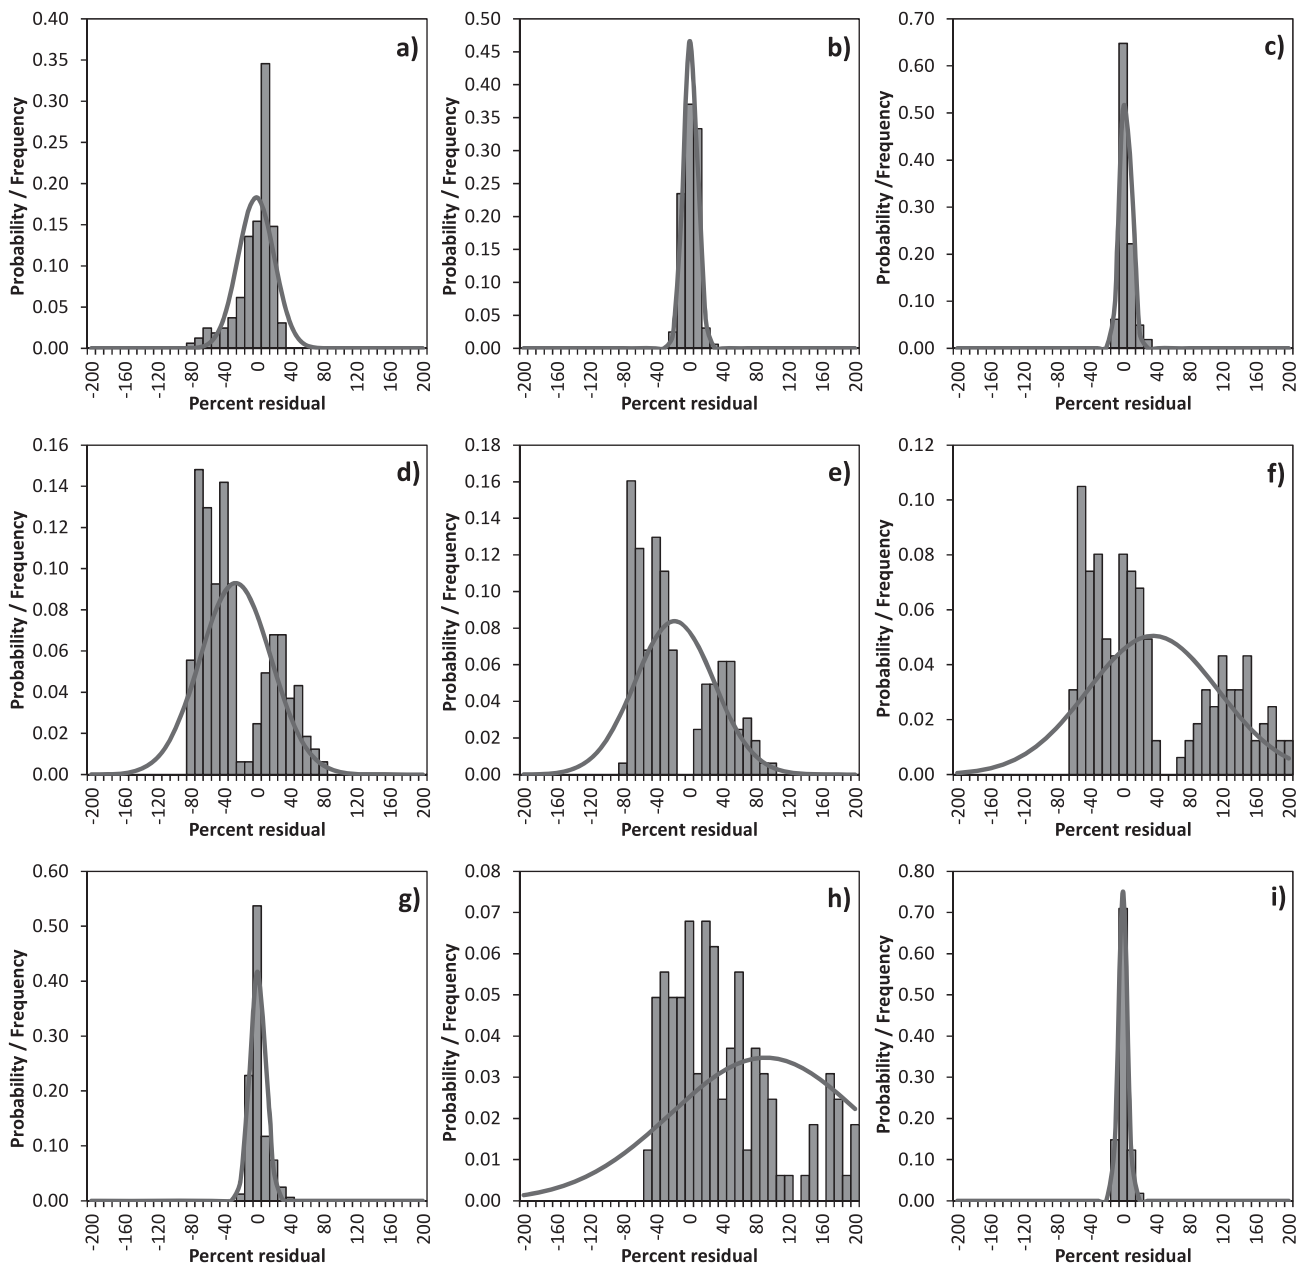 a)
Probability / Frequency
0.40
0.35
0.30
0.25
0.20
0.15
0.10
0.05
0.00
-200 -160 -120 -80 -40 0 40 80 120 160 200
Percent residual
b)
Probability / Frequency
0.50
0.45
0.40
0.35
0.30
0.25
0.20
0.15
0.10
0.05
0.00
-200 -160 -120 -80 -40 0 40 80 120 160 200
Percent residual
c)
Probability /Frequency
0.70
0.60
0.50
0.40
0.30
0.20
0.10
0.00
-200 -160 -120 -80 -40 0 40 80 120 160 200
Percent residual
d)
Probability / Frequency
0.16
0.14
0.12
0.10
0.08
0.06
0.04
0.02
0.00
-200 -160 -120 -80 -40 0 40 80 120 160 200
Percent residual
e)
Probability / Frequency
0.18
0.16
0.14
0.12
0.10
0.08
0.06
0.04
0.02
0.00
-200 -160 -120 -80 -40 0 40 80 120 160 200
Percent residual
f)
Probability / Frequency
0.12
0.10
0.08
0.06
0.04
0.02
0.00
-200 -160 -120 -80 -40 0 40 80 120 160 200
Percent residual
g)
Probability / Frequency
0.60
0.50
0.40
0.30
0.20
0.10
0.00
-200 -160 -120 -80 -40 0 40 80 120 160 200
Percent residual
h)
Probability / Frequency
0.08
0.07
0.06
0.05
0.04
0.03
0.02
0.01
0.00
-200 -160 -120 -80 -40 0 40 80 120 160 200
Percent residual
i)
Probability / Frequency
0.80
0.70
0.60
0.50
0.40
0.30
0.20
0.10
0.00
-200 -160 -120 -80 -40 0 40 80 120 160 200
Percent residual